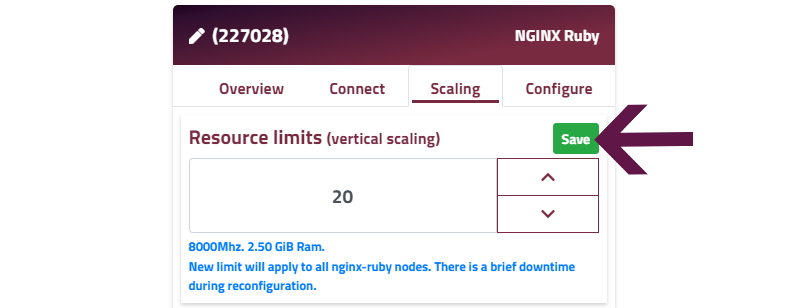 (227028)
NGINX Ruby
Overview
Connect
Scaling
Configure
Resource limits (vertical scaling)
Save
20
8000Mhz. 2.50 GiB Ram.
New limit will apply to all nginx-ruby nodes. There is a brief downtime
during reconfiguration.